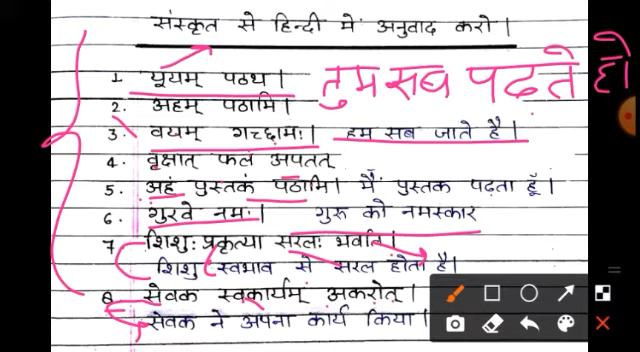 संस्कृत से हिन्दी में अनुवाद करो।
1. यूयम् पठथ। तुम सब पढते हो
2. अहम् पठामि।
3. वयम् गच्छामः। हम सब जाते है।
4. वृक्षात् फलं अपतत्
5. अहं पुस्तकं पठामि। मैं पुस्तक पढ़ता हूँ।
6. गुरवे नमः। गुरू को नमस्कार
7 शिशुः प्रकृत्या सरलः भवति।
शिशु स्वभाव से सरल होता है।
8 सेवक स्वकार्यम् अकरोत्।
सेवक ने अपना कार्य किया।